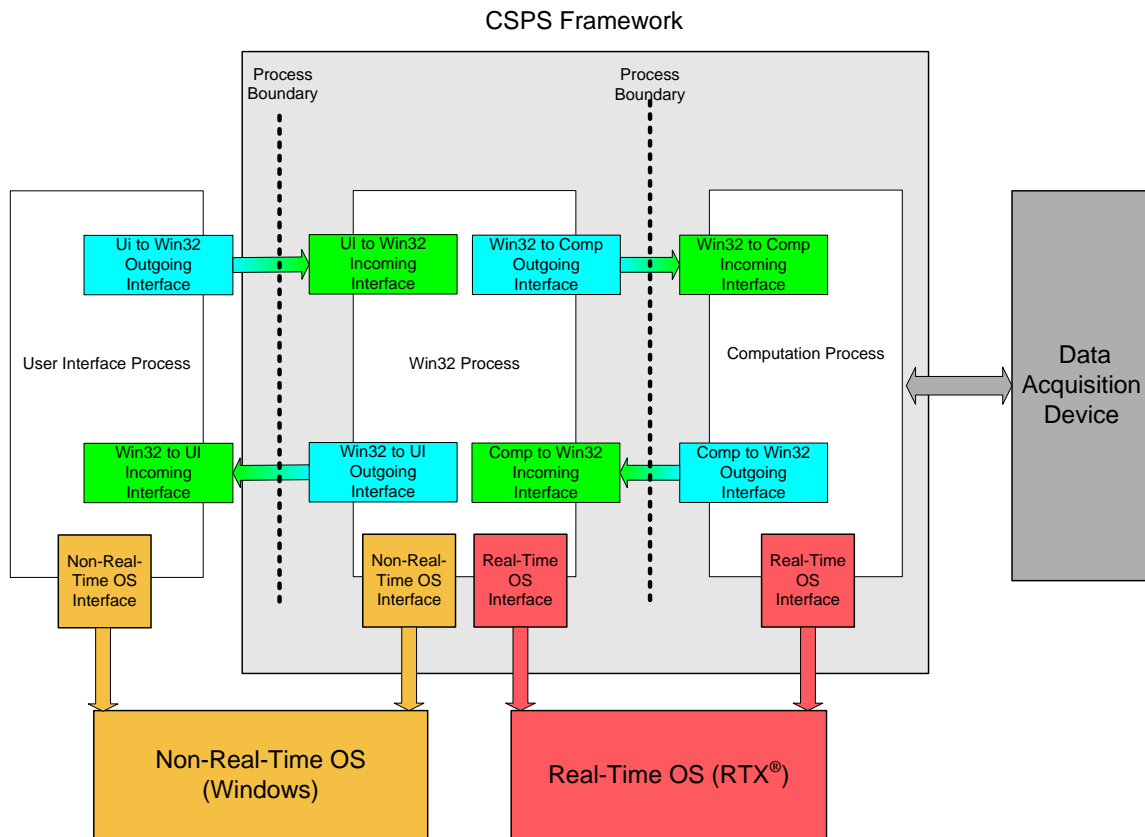 CSPS Framework
Process
Boundary
Process
Boundary
Ui to Win32
Outgoing
Interface
UI to Win32
Incoming
Interface
Win32 to Comp
Outgoing
Interface
Win32 to Comp
Incoming
Interface
User Interface Process
Win32 Process
Computation Process
Data
Acquisition
Device
Win32 to UI
Incoming
Interface
Win32 to UI
Outgoing
Interface
Comp to Win32
Incoming
Interface
Comp to Win32
Outgoing
Interface
Non-Real-
Time OS
Interface
Non-Real-
Time OS
Interface
Real-Time
OS
Interface
Real-Time
OS
Interface
Non-Real-Time OS
(Windows)
Real-Time OS (RTX®)